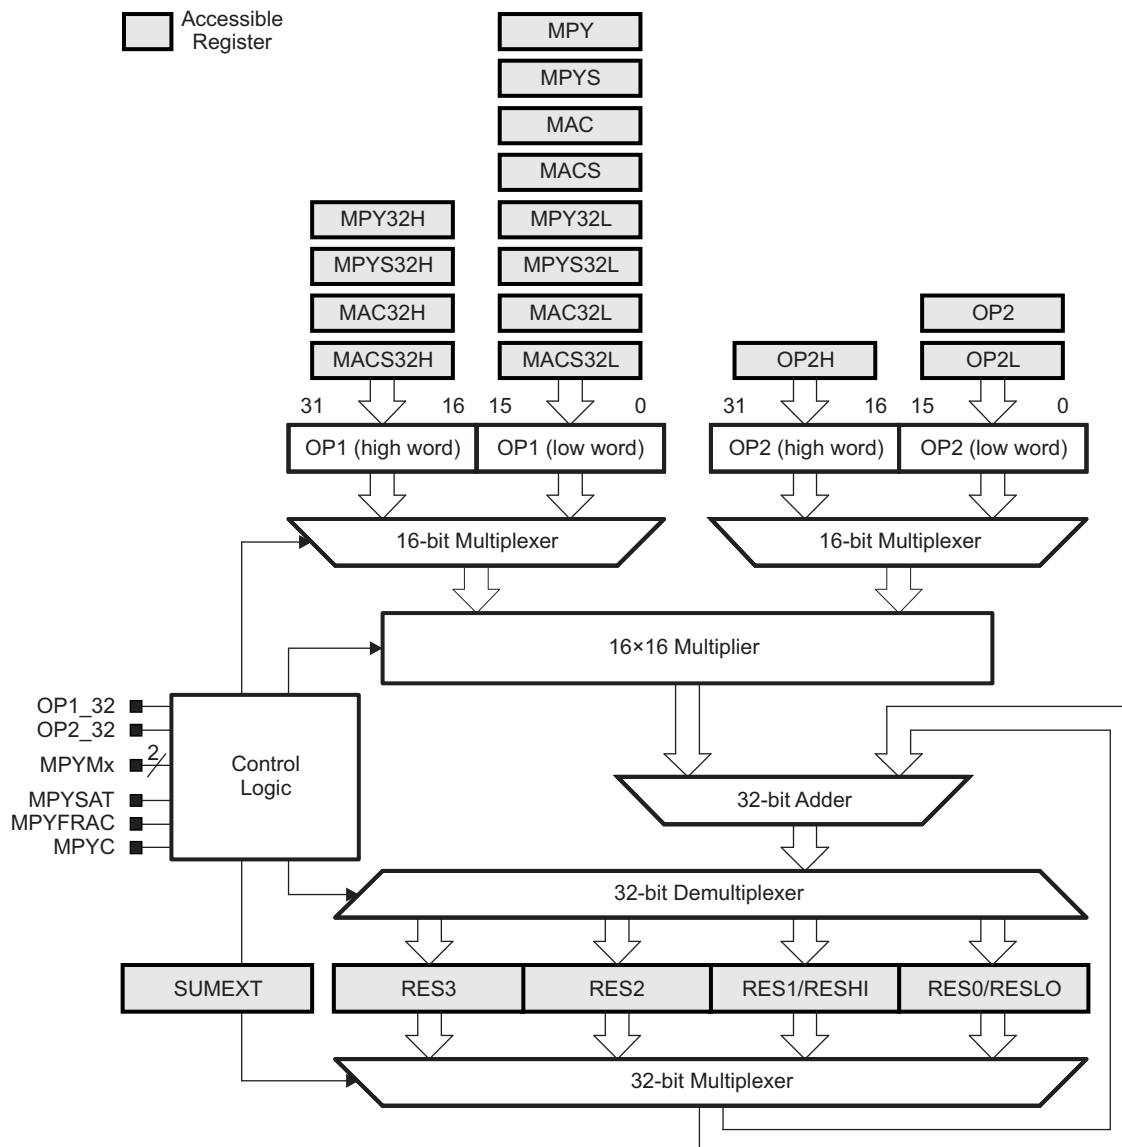 Accessible
Register
MPY
MPYS
MAC
MACS
MPY32H
MPY32L
MPYS32H
MPYS32L
MAC32H
MAC32L
OP2
MACS32H
MACS32L
OP2H
OP2L
31
16
15
0
31
16
15
0
OP1 (high word)
OP1 (low word)
OP2 (high word)
OP2 (low word)
16-bit Multiplexer
16-bit Multiplexer
16×16 Multiplier
OP1_32
OP2_32
MPYMx
2
MPYSAT
MPYFRAC
MPYC
Control
Logic
32-bit Adder
32-bit Demultiplexer
SUMEXT
RES3
RES2
RES1/RESHI
RES0/RESLO
32-bit Multiplexer